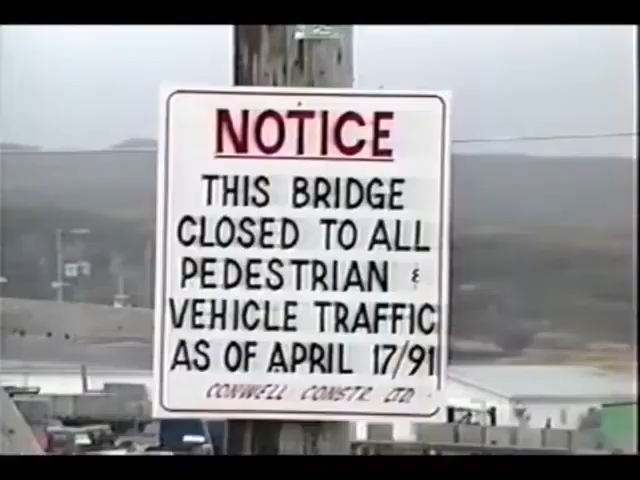 NOTICE
THIS BRIDGE
CLOSED TO ALL
PEDESTRIAN &
VEHICLE TRAFFIC
AS OF APRIL 17/91
CONWELL CONSTR. LTD.